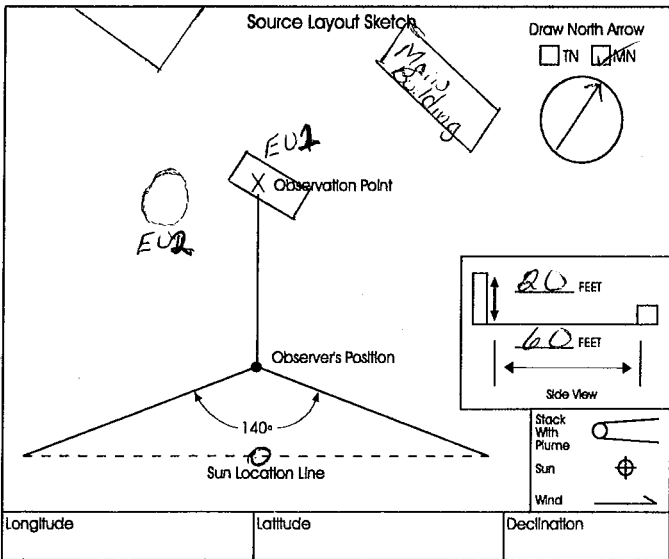 Source Layout Sketch
Draw North Arrow
TN MN
Main
Building
EU1
X Observation Point
EU2
20 FEET
60 FEET
Side View
Observer's Position
140°
Sun Location Line
Stack
With
Plume
Sun
Wind
Longitude
Latitude
Declination